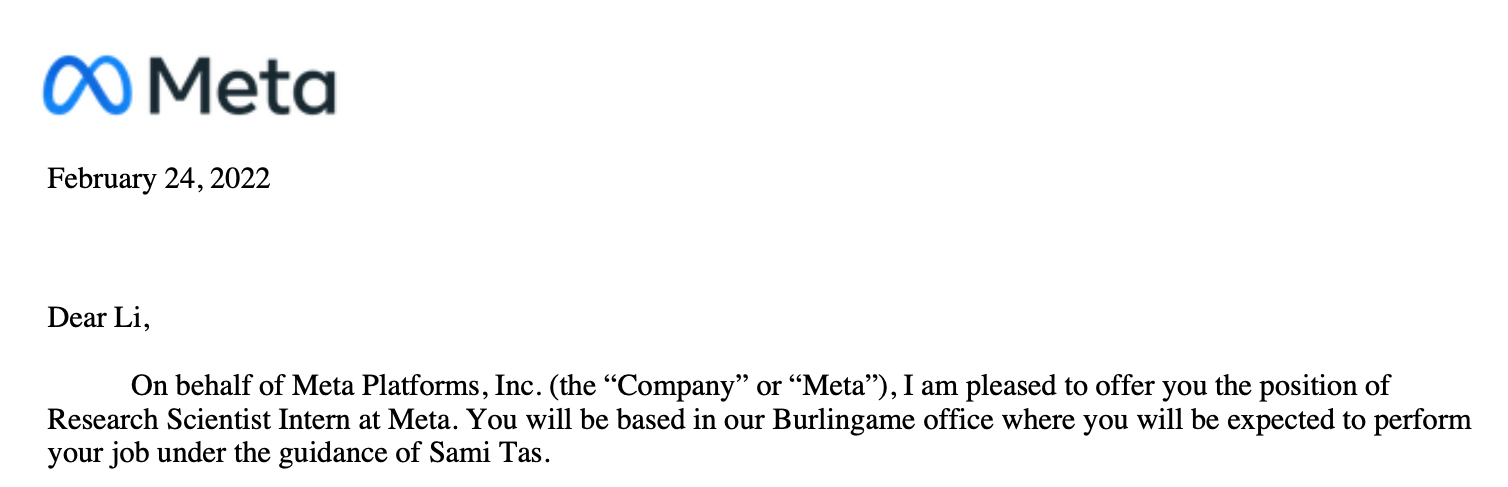 Meta
February 24, 2022
Dear Li,
On behalf of Meta Platforms, Inc. (the “Company” or “Meta”), I am pleased to offer you the position of
Research Scientist Intern at Meta. You will be based in our Burlingame office where you will be expected to perform
your job under the guidance of Sami Tas.